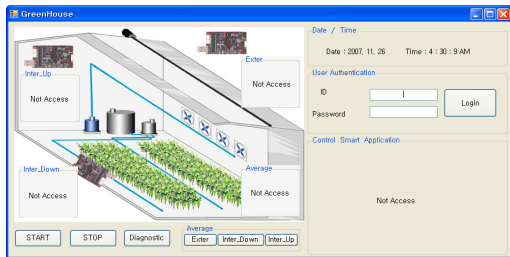 GreenHouse
Inter_Up
Not Access
Exter
Not Access
Inter_Down
Not Access
Average
Not Access
START
STOP
Diagnostic
Average
Exter
Inter_Down
Inter_Up
Date / Time
Date : 2007, 11, 26 Time : 4 : 30 : 9 AM
User Authentication
ID
Password
Login
Control Smart Application
Not Access